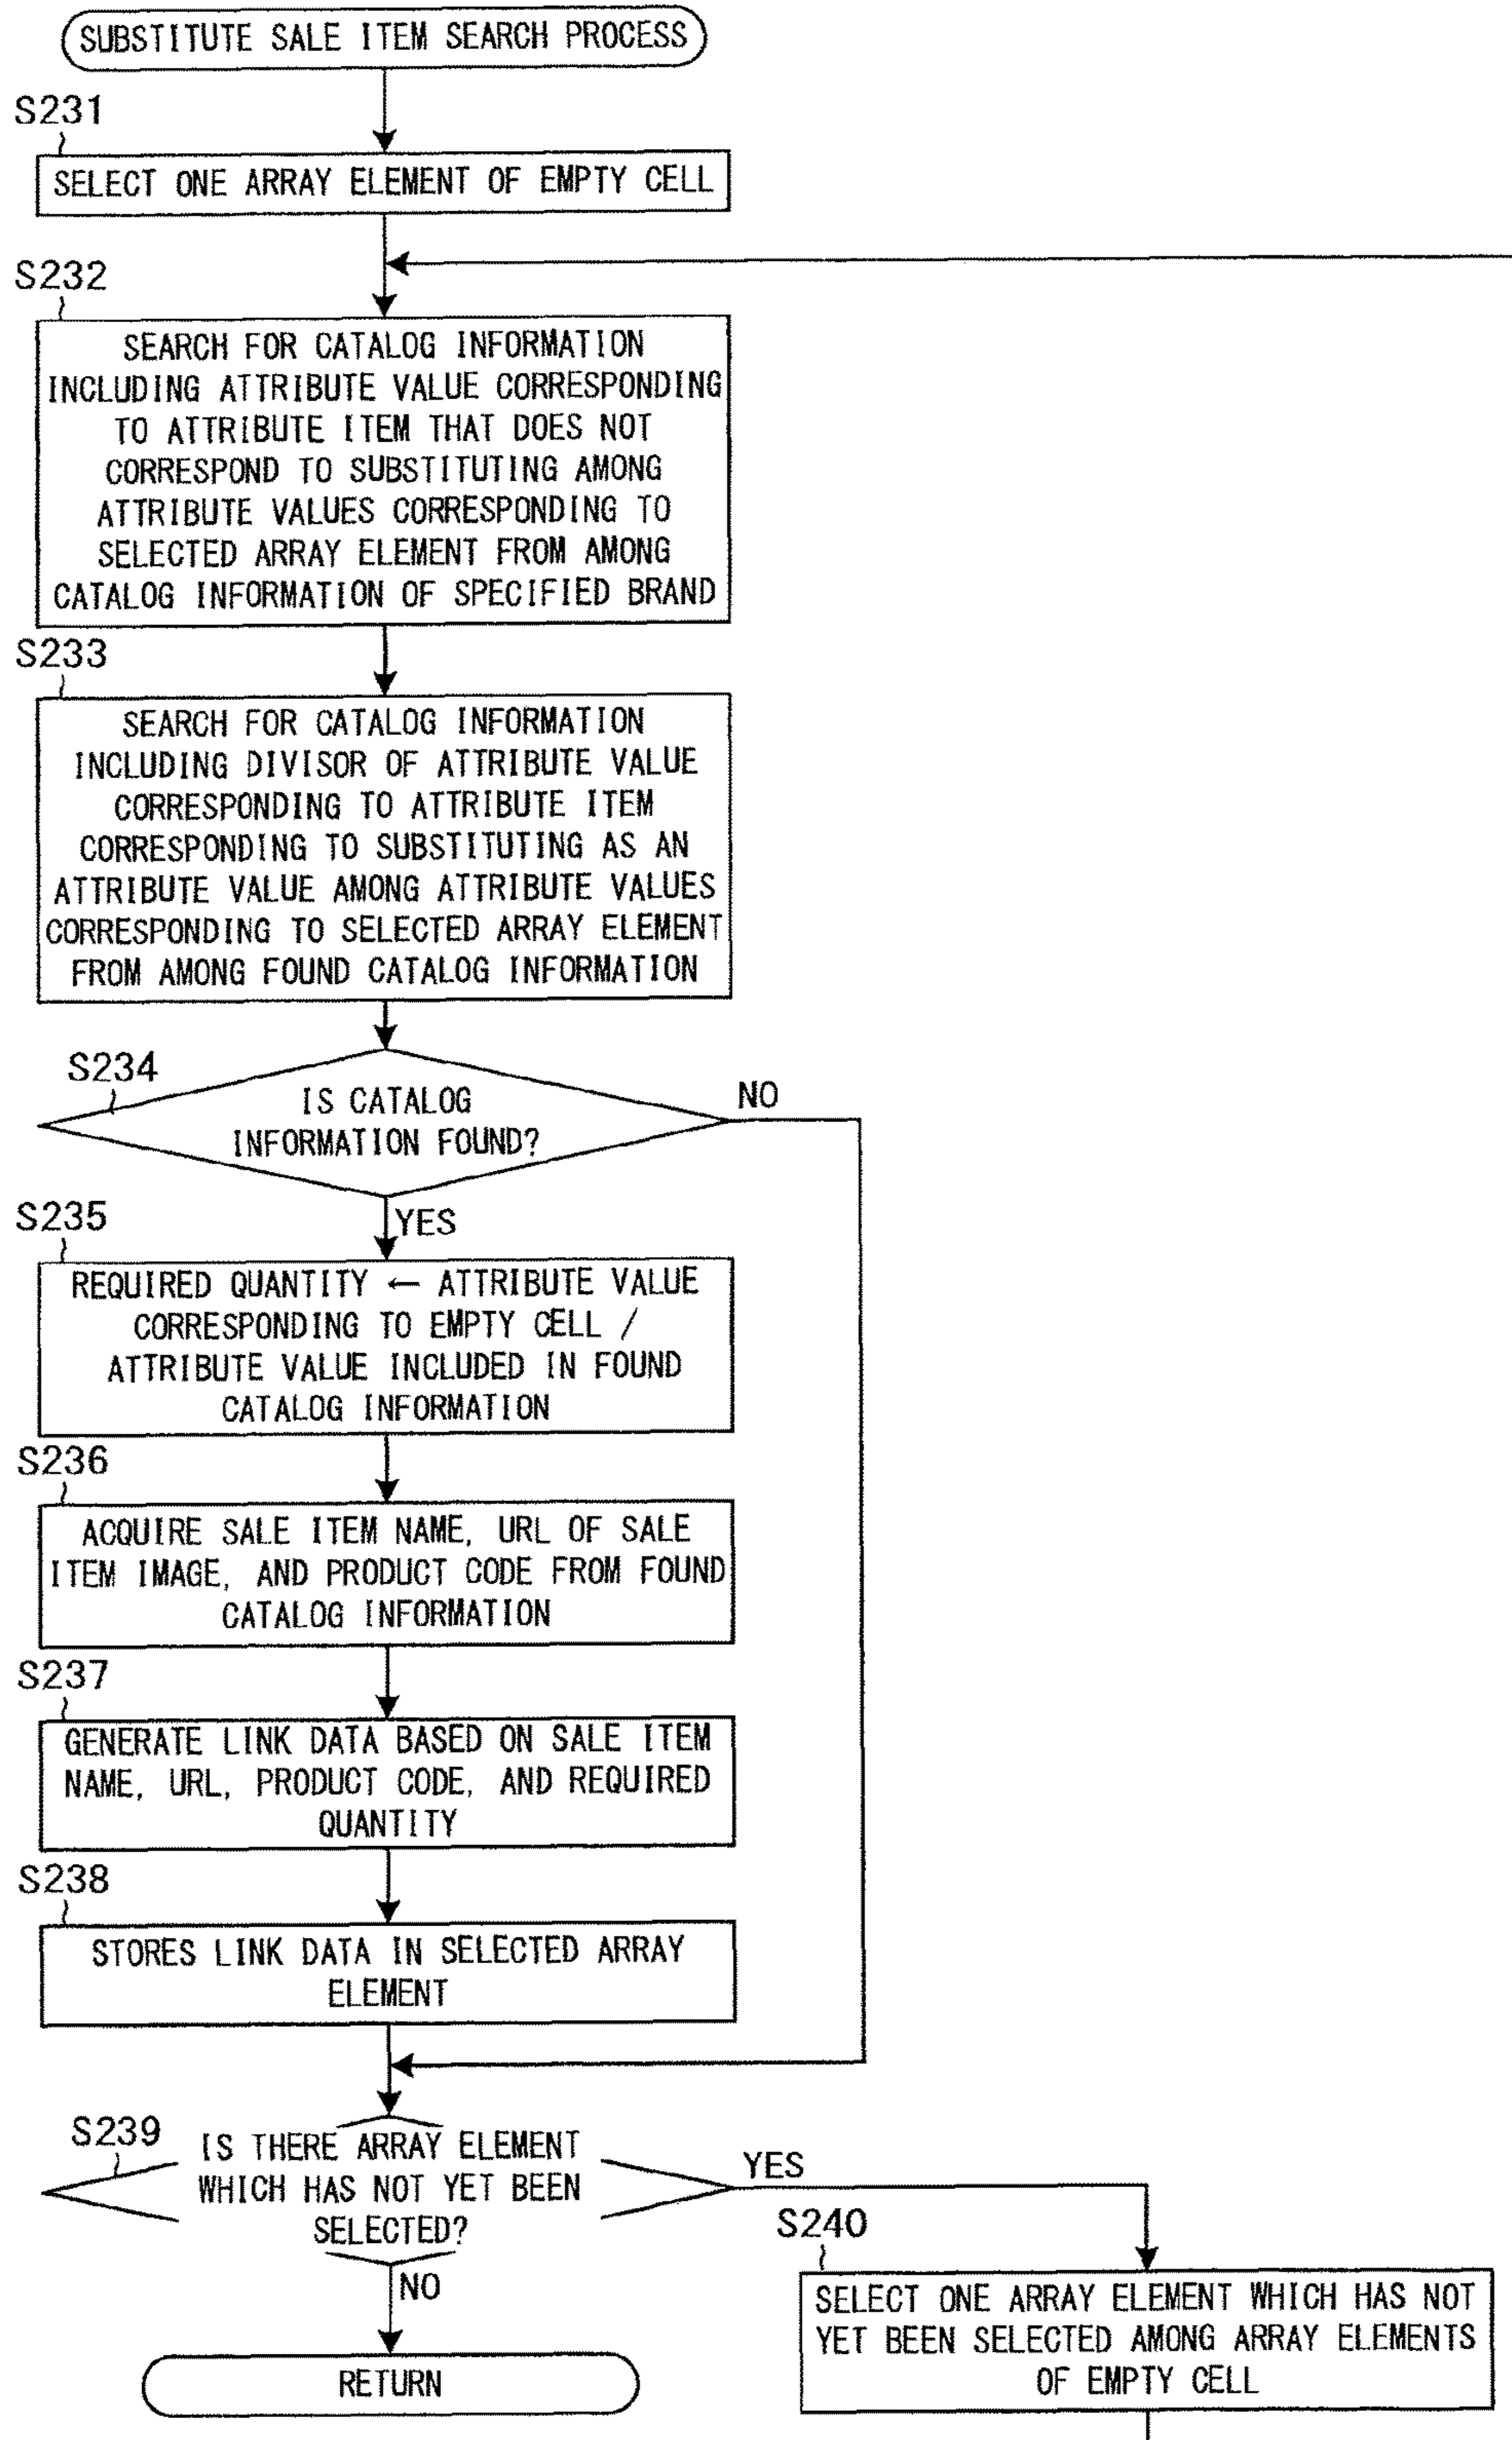 SUBSTITUTE SALE ITEM SEARCH PROCESS
S231
SELECT ONE ARRAY ELEMENT OF EMPTY CELL
S232
SEARCH FOR CATALOG INFORMATION
INCLUDING ATTRIBUTE VALUE CORRESPONDING
TO ATTRIBUTE ITEM THAT DOES NOT
CORRESPOND TO SUBSTITUTING AMONG
ATTRIBUTE VALUES CORRESPONDING TO
SELECTED ARRAY ELEMENT FROM AMONG
CATALOG INFORMATION OF SPECIFIED BRAND
S233
SEARCH FOR CATALOG INFORMATION
INCLUDING DIVISOR OF ATTRIBUTE VALUE
CORRESPONDING TO ATTRIBUTE ITEM
CORRESPONDING TO SUBSTITUTING AS AN
ATTRIBUTE VALUE AMONG ATTRIBUTE VALUES
CORRESPONDING TO SELECTED ARRAY ELEMENT
FROM AMONG FOUND CATALOG INFORMATION
S234
IS CATALOG
INFORMATION FOUND?
NO
YES
S235
REQUIRED QUANTITY ← ATTRIBUTE VALUE
CORRESPONDING TO EMPTY CELL /
ATTRIBUTE VALUE INCLUDED IN FOUND
CATALOG INFORMATION
S236
ACQUIRE SALE ITEM NAME, URL OF SALE
ITEM IMAGE, AND PRODUCT CODE FROM FOUND
CATALOG INFORMATION
S237
GENERATE LINK DATA BASED ON SALE ITEM
NAME, URL, PRODUCT CODE, AND REQUIRED
QUANTITY
S238
STORES LINK DATA IN SELECTED ARRAY
ELEMENT
S239
IS THERE ARRAY ELEMENT
WHICH HAS NOT YET BEEN
SELECTED?
YES
NO
S240
SELECT ONE ARRAY ELEMENT WHICH HAS NOT
YET BEEN SELECTED AMONG ARRAY ELEMENTS
OF EMPTY CELL
RETURN